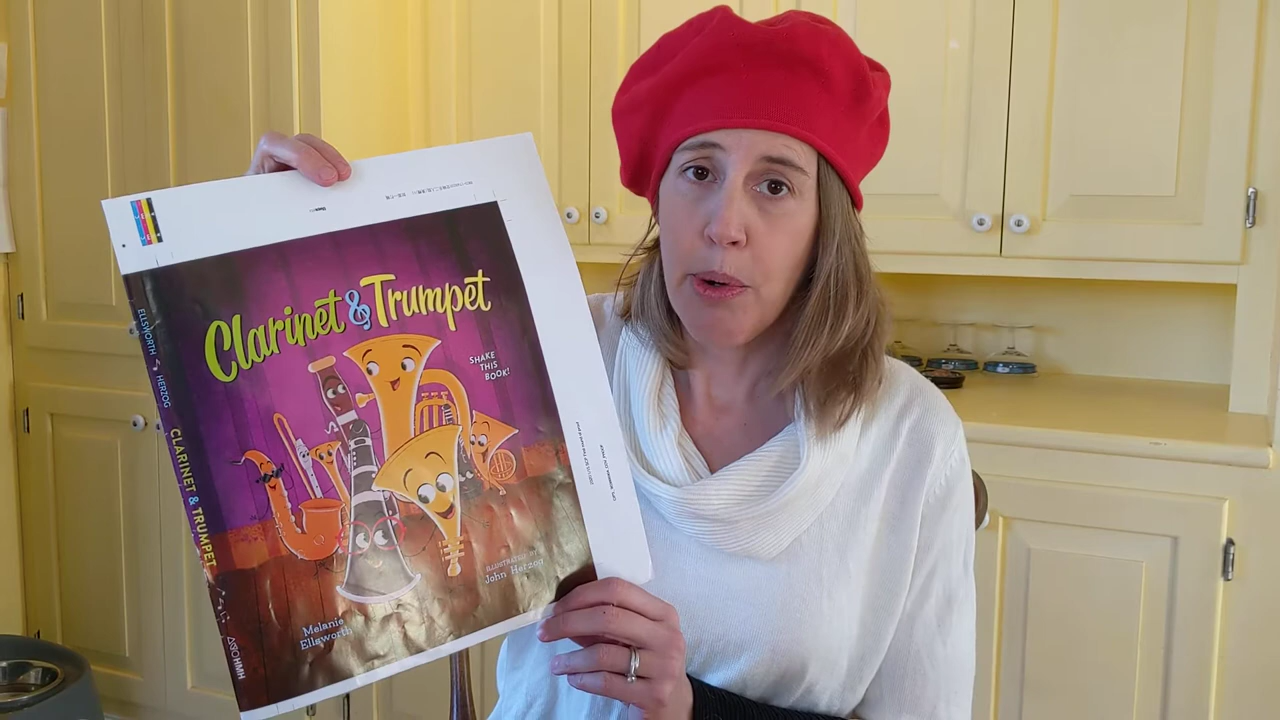 Clarinet & Trumpet
SHAKE
THIS
BOOK!
ILLUSTRATED BY
John Herzog
Melanie
Ellsworth
ELLSWORTH
HERZOG
CLARINET & TRUMPET
HMH